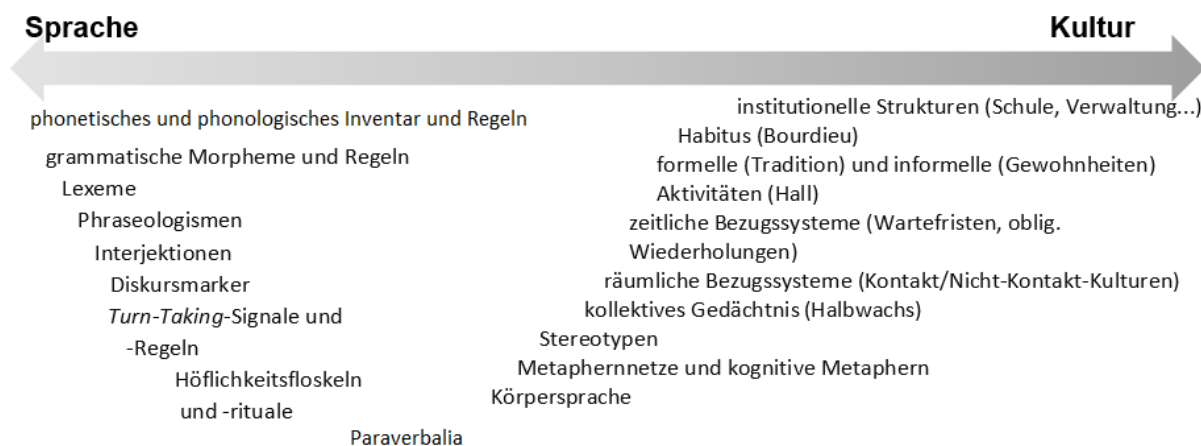 Sprache
Kultur
phonetisches und phonologisches Inventar und Regeln
grammatische Morpheme und Regeln
Lexeme
Phraseologismen
Interjektionen
Diskursmarker
Turn-Taking-Signale und
-Regeln
Höflichkeitsfloskeln
und -rituale
Paraverbalia
institutionelle Strukturen (Schule, Verwaltung...)
Habitus (Bourdieu)
formelle (Tradition) und informelle (Gewohnheiten)
Aktivitäten (Hall)
zeitliche Bezugssysteme (Wartefristen, oblig.
Wiederholungen)
räumliche Bezugssysteme (Kontakt/Nicht-Kontakt-Kulturen)
kollektives Gedächtnis (Halbwachs)
Stereotypen
Metaphernnetze und kognitive Metaphern
Körpersprache